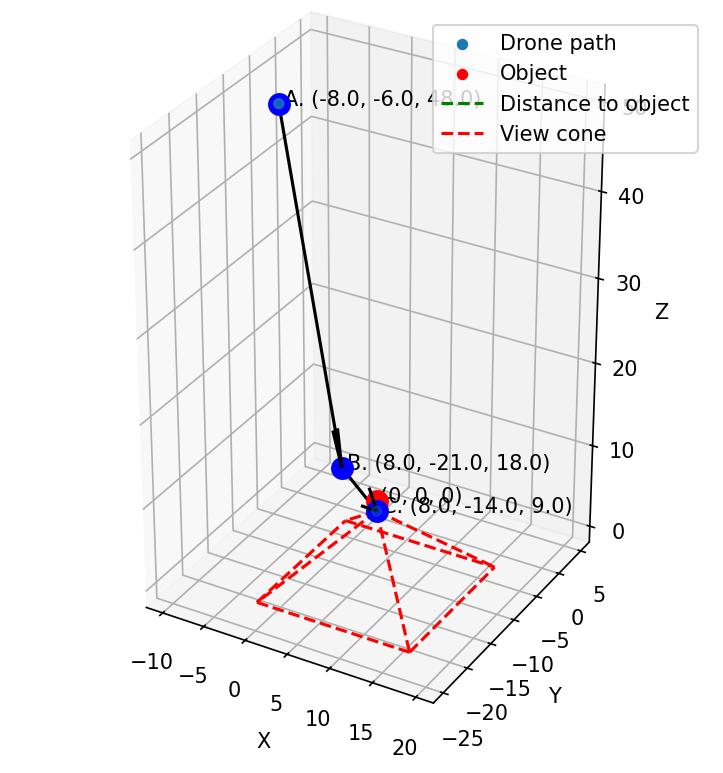 Drone path
Object
Distance to object
View cone
A. (-8.0, -6.0, 48.0)
50
40
30
Z
20
10
0
B. (8.0, -21.0, 18.0)
(0, 0, 0)
C. (8.0, -14.0, 9.0)
−10
−5
0
5
10
15
20
X
5
0
−5
−10
−15
−20
−25
Y